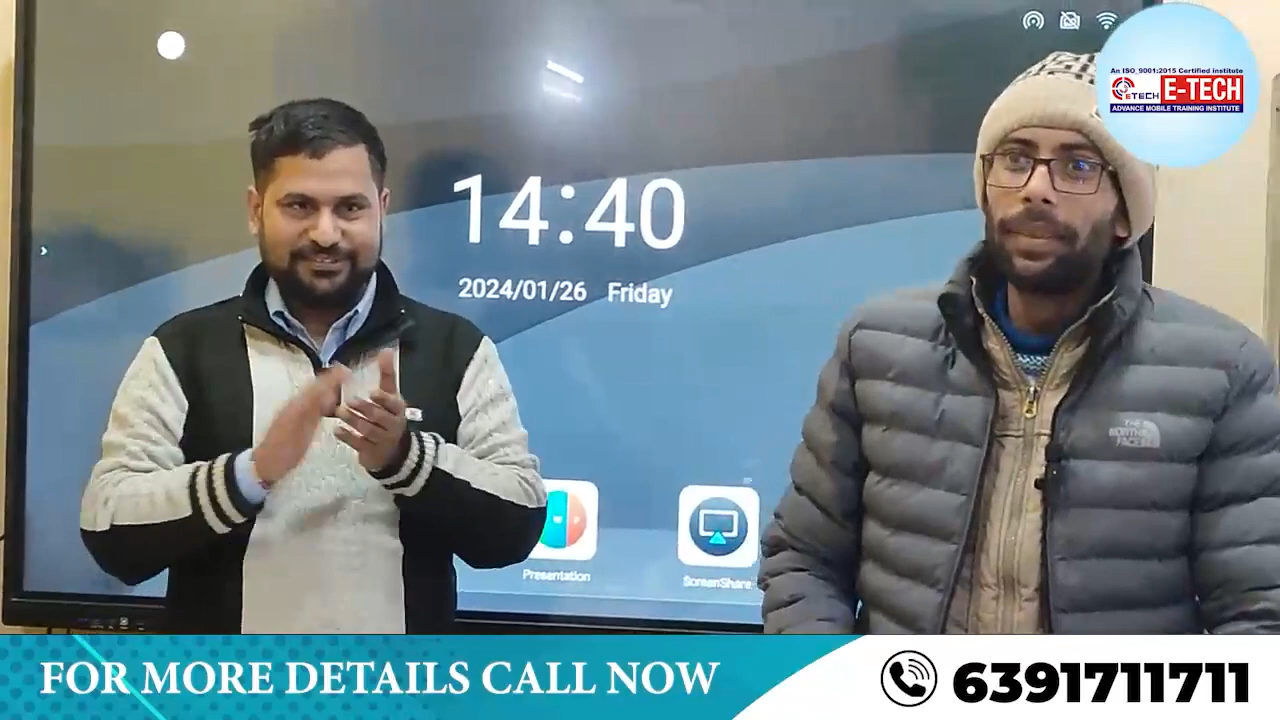 An ISO 9001:2015 Certified institute
ETECH E-TECH
ADVANCE MOBILE TRAINING INSTITUTE
14:40
2024/01/26 Friday
THE
NORTH
FACE
Presentation
ScreenShare
FOR MORE DETAILS CALL NOW
6391711711